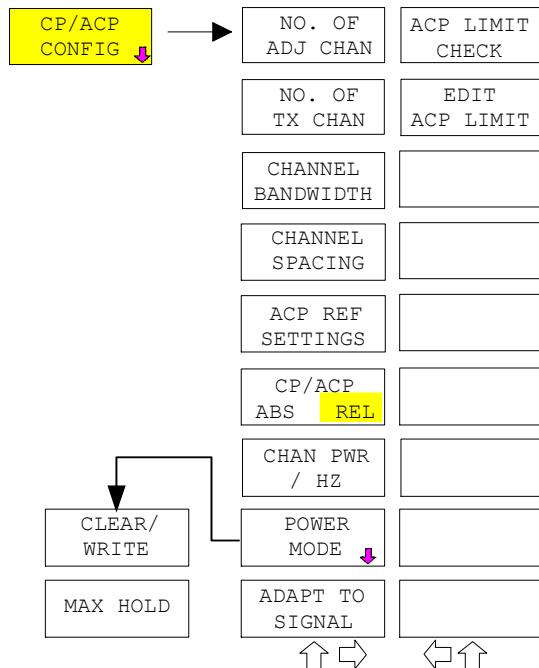 CP/ACP
CONFIG
NO. OF
ADJ CHAN
ACP LIMIT
CHECK
NO. OF
TX CHAN
EDIT
ACP LIMIT
CHANNEL
BANDWIDTH
CHANNEL
SPACING
ACP REF
SETTINGS
CP/ACP
ABS REL
CHAN PWR
/ HZ
CLEAR/
WRITE
POWER
MODE
MAX HOLD
ADAPT TO
SIGNAL